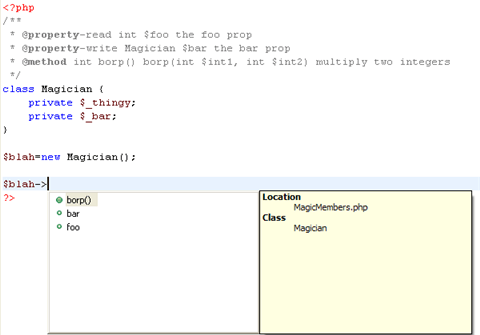 <?php
/**
 * @property-read int $foo the foo prop
 * @property-write Magician $bar the bar prop
 * @method int borp() borp(int $int1, int $int2) multiply two integers
 */
class Magician {
    private $_thingy;
    private $_bar;
}
$blah=new Magician();
$blah->
?>
borp()
bar
foo
Location
MagicMembers.php
Class
Magician